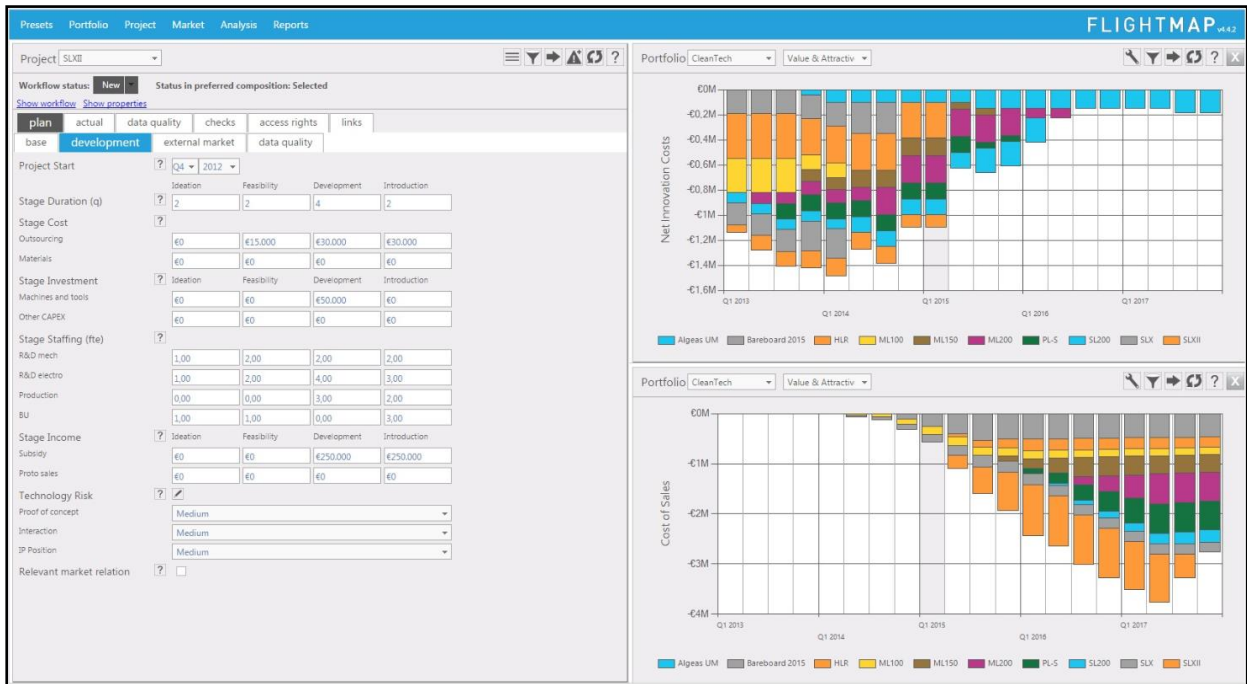 Presets Portfolio Project Market Analysis Reports
FLIGHTMAP v4.4.2
Project SLXII
?
Workflow status: New Status in preferred composition: Selected
Show workflow Show properties
plan actual data quality checks access rights links
base development external market data quality
Project Start ? Q4 2012
Ideation Feasibility Development Introduction
Stage Duration (q) ? 2 2 4 2
Stage Cost ?
Outsourcing €0 €15.000 €30.000 €30.000
Materials €0 €0 €0 €0
Stage Investment ? Ideation Feasibility Development Introduction
Machines and tools €0 €0 €50.000 €0
Other CAPEX €0 €0 €0 €0
Stage Staffing (fte) ?
R&D mech 1,00 2,00 2,00 2,00
R&D electro 1,00 2,00 4,00 3,00
Production 0,00 0,00 3,00 2,00
BU 1,00 1,00 0,00 3,00
Stage Income ? Ideation Feasibility Development Introduction
Subsidy €0 €0 €250.000 €250.000
Proto sales €0 €0 €0 €0
Technology Risk ?
Proof of concept Medium
Interaction Medium
IP Position Medium
Relevant market relation ?
Portfolio CleanTech Value & Attractiv ? X
Net Innovation Costs
€0M
-€0,2M
-€0,4M
-€0,6M
-€0,8M
-€1M
-€1,2M
-€1,4M
-€1,6M
Q1 2013 Q1 2014 Q1 2015 Q1 2016 Q1 2017
Algeas UM Bareboard 2015 HLR ML100 ML150 ML200 PL-S SL200 SLX SLXII
Portfolio CleanTech Value & Attractiv ? X
Cost of Sales
€0M
-€1M
-€2M
-€3M
-€4M
Q1 2013 Q1 2014 Q1 2015 Q1 2016 Q1 2017
Algeas UM Bareboard 2015 HLR ML100 ML150 ML200 PL-S SL200 SLX SLXII